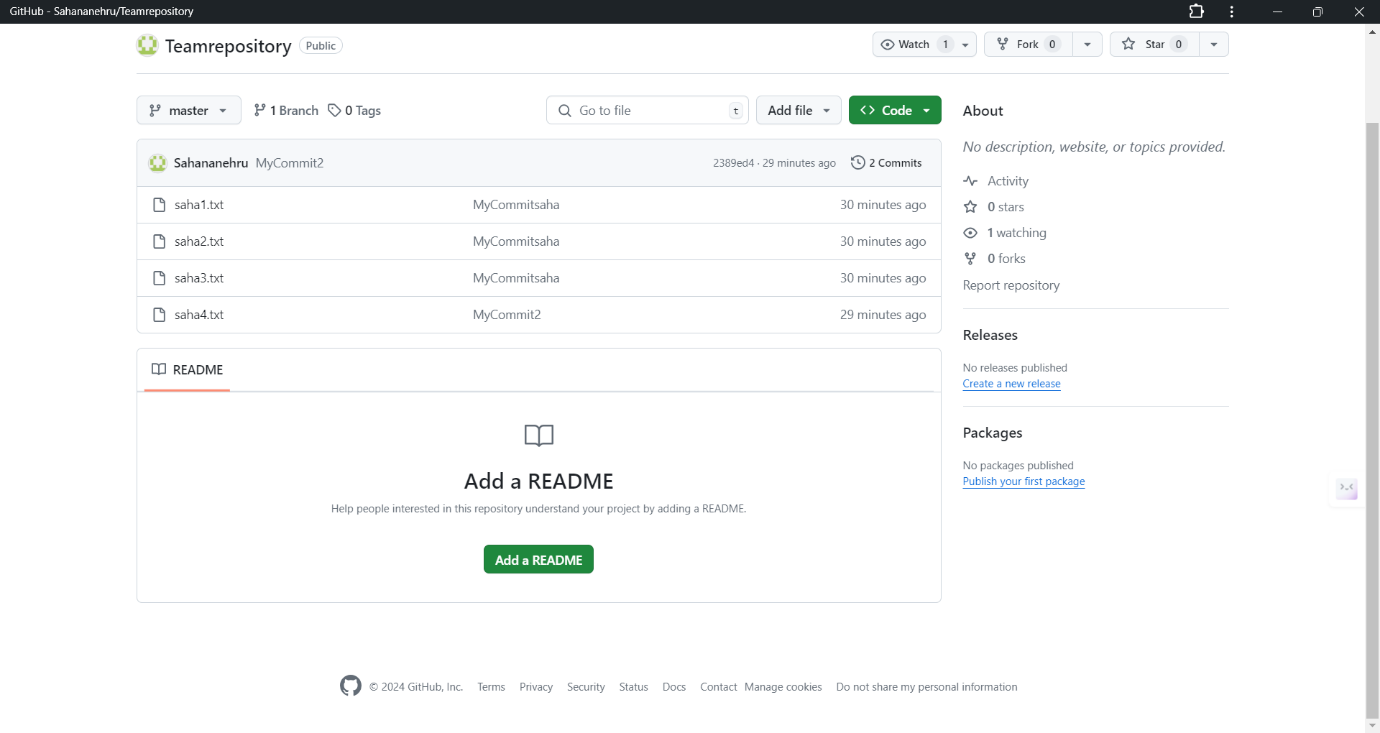 GitHub - Sahananehru/Teamrepository
Teamrepository Public Watch 1 Fork 0 Star 0
master 1 Branch 0 Tags Go to file t Add file Code
Sahananehru MyCommit2 2389ed4 · 29 minutes ago 2 Commits
saha1.txt MyCommitsaha 30 minutes ago
saha2.txt MyCommitsaha 30 minutes ago
saha3.txt MyCommitsaha 30 minutes ago
saha4.txt MyCommit2 29 minutes ago
README
Add a README
Help people interested in this repository understand your project by adding a README.
Add a README
About
No description, website, or topics provided.
Activity
0 stars
1 watching
0 forks
Report repository
Releases
No releases published
Create a new release
Packages
No packages published
Publish your first package
© 2024 GitHub, Inc. Terms Privacy Security Status Docs Contact Manage cookies Do not share my personal information